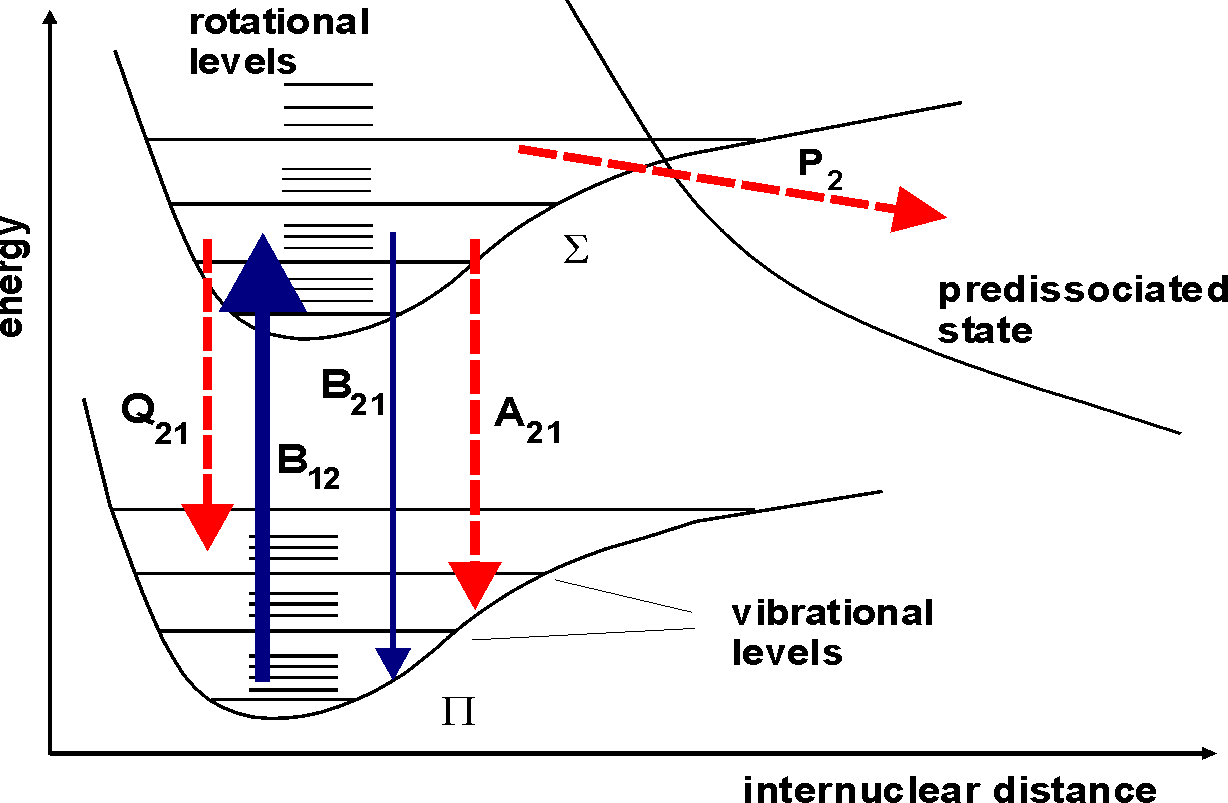 rotational
levels
P2
Σ
energy
predissociated
state
B21
Q21
A21
B12
vibrational
levels
Π
internuclear distance